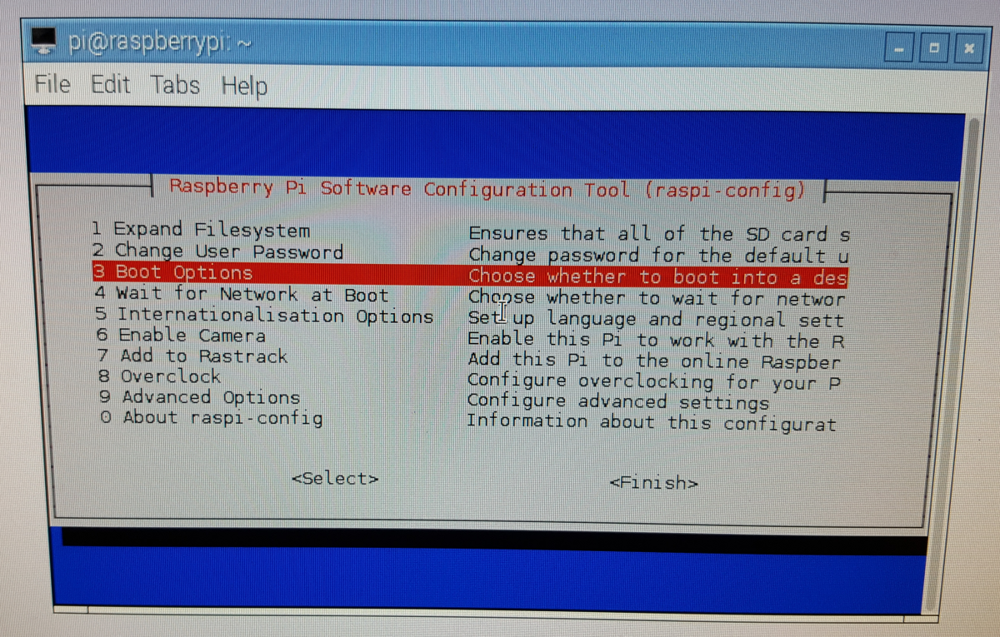 pi@raspberrypi: ~
File Edit Tabs Help
Raspberry Pi Software Configuration Tool (raspi-config)
1 Expand Filesystem Ensures that all of the SD card s
2 Change User Password Change password for the default u
3 Boot Options Choose whether to boot into a des
4 Wait for Network at Boot Choose whether to wait for networ
5 Internationalisation Options Set up language and regional sett
6 Enable Camera Enable this Pi to work with the R
7 Add to Rastrack Add this Pi to the online Raspber
8 Overclock Configure overclocking for your P
9 Advanced Options Configure advanced settings
0 About raspi-config Information about this configurat
<Select> <Finish>